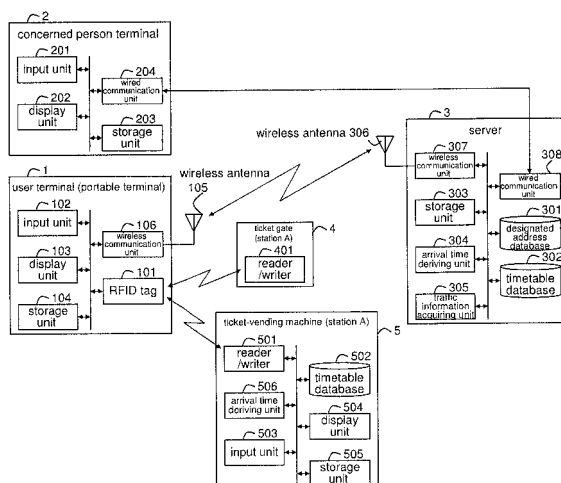 2
concerned person terminal
201
input unit
202
display
unit
204
wired
communication
unit
203
storage
unit
1
user terminal (portable terminal)
102
input unit
103
display
unit
104
storage
unit
106
wireless
communication
unit
101
RFID tag
wireless antenna
105
wireless antenna 306
ticket gate
(station A)
4
401
reader
/writer
3
server
307
wireless
communication
unit
303
storage
unit
304
arrival time
deriving unit
305
traffic
information
acquiring unit
308
wired
communication
unit
301
designated
address
database
302
timetable
database
ticket-vending machine (station A)
5
501
reader
/writer
506
arrival time
deriving unit
503
input unit
502
timetable
database
504
display
unit
505
storage
unit